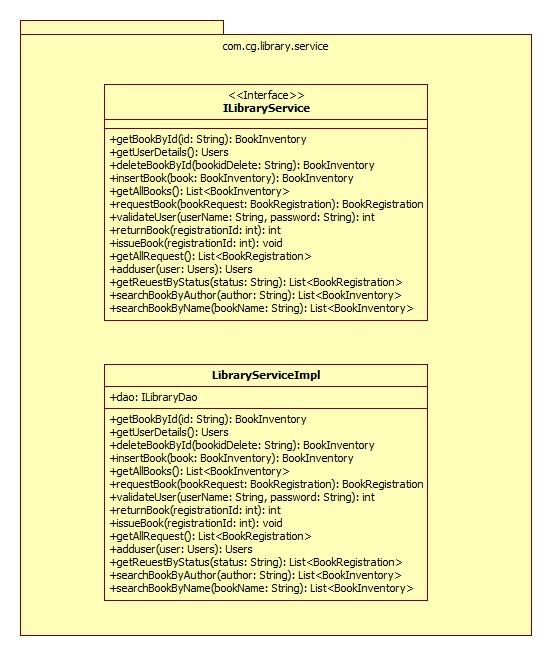 com.cg.library.service
<<Interface>>
ILibraryService
+getBookById(id: String): BookInventory
+getUserDetails(): Users
+deleteBookById(bookidDelete: String): BookInventory
+insertBook(book: BookInventory): BookInventory
+getAllBooks(): List<BookInventory>
+requestBook(bookRequest: BookRegistration): BookRegistration
+validateUser(userName: String, password: String): int
+returnBook(registrationId: int): int
+issueBook(registrationId: int): void
+getAllRequest(): List<BookRegistration>
+adduser(user: Users): Users
+getReuestByStatus(status: String): List<BookRegistration>
+searchBookByAuthor(author: String): List<BookInventory>
+searchBookByName(bookName: String): List<BookInventory>
LibraryServiceImpl
+dao: ILibraryDao
+getBookById(id: String): BookInventory
+getUserDetails(): Users
+deleteBookById(bookidDelete: String): BookInventory
+insertBook(book: BookInventory): BookInventory
+getAllBooks(): List<BookInventory>
+requestBook(bookRequest: BookRegistration): BookRegistration
+validateUser(userName: String, password: String): int
+returnBook(registrationId: int): int
+issueBook(registrationId: int): void
+getAllRequest(): List<BookRegistration>
+adduser(user: Users): Users
+getReuestByStatus(status: String): List<BookRegistration>
+searchBookByAuthor(author: String): List<BookInventory>
+searchBookByName(bookName: String): List<BookInventory>